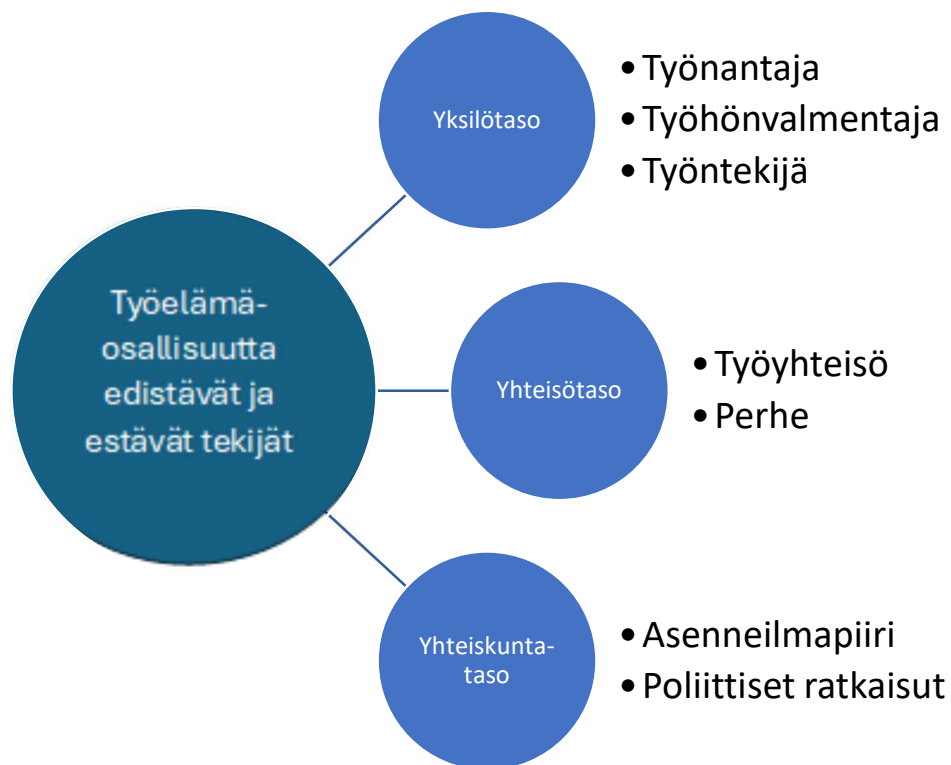 Työelämä-
osallisuutta
edistävät ja
estävät tekijät
Yksilötaso
• Työnantaja
• Työhönvalmentaja
• Työntekijä
Yhteisötaso
• Työyhteisö
• Perhe
Yhteiskunta-
taso
• Asenneilmapiiri
• Poliittiset ratkaisut